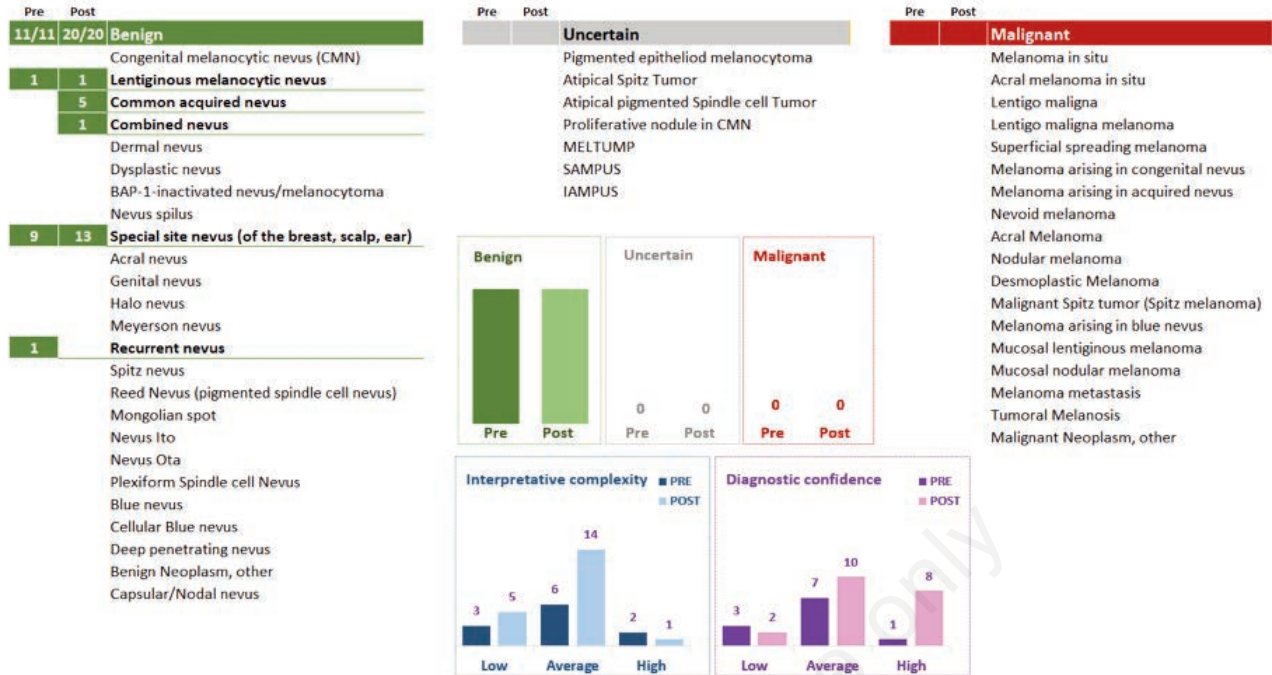 Pre Post
11/11 20/20 Benign
Congenital melanocytic nevus (CMN)
1 1 Lentiginous melanocytic nevus
5 Common acquired nevus
1 Combined nevus
Dermal nevus
Dysplastic nevus
BAP-1-inactivated nevus/melanocytoma
Nevus spilus
9 13 Special site nevus (of the breast, scalp, ear)
Acral nevus
Genital nevus
Halo nevus
Meyerson nevus
1 Recurrent nevus
Spitz nevus
Reed Nevus (pigmented spindle cell nevus)
Mongolian spot
Nevus Ito
Nevus Ota
Plexiform Spindle cell Nevus
Blue nevus
Cellular Blue nevus
Deep penetrating nevus
Benign Neoplasm, other
Capsular/Nodal nevus
Pre Post
Uncertain
Pigmented epitheliod melanocytoma
Atipical Spitz Tumor
Atipical pigmented Spindle cell Tumor
Proliferative nodule in CMN
MELTUMP
SAMPUS
IAMPUS
Pre Post
Malignant
Melanoma in situ
Acral melanoma in situ
Lentigo maligna
Lentigo maligna melanoma
Superficial spreading melanoma
Melanoma arising in congenital nevus
Melanoma arising in acquired nevus
Nevoid melanoma
Acral Melanoma
Nodular melanoma
Desmoplastic Melanoma
Malignant Spitz tumor (Spitz melanoma)
Melanoma arising in blue nevus
Mucosal lentiginous melanoma
Mucosal nodular melanoma
Melanoma metastasis
Tumoral Melanosis
Malignant Neoplasm, other
Benign
Pre Post
Uncertain
0 0
Pre Post
Malignant
0 0
Pre Post
Interpretative complexity PRE
POST
3 5 6 14 2 1
Low Average High
Diagnostic confidence PRE
POST
3 2 7 10 1 8
Low Average High
only